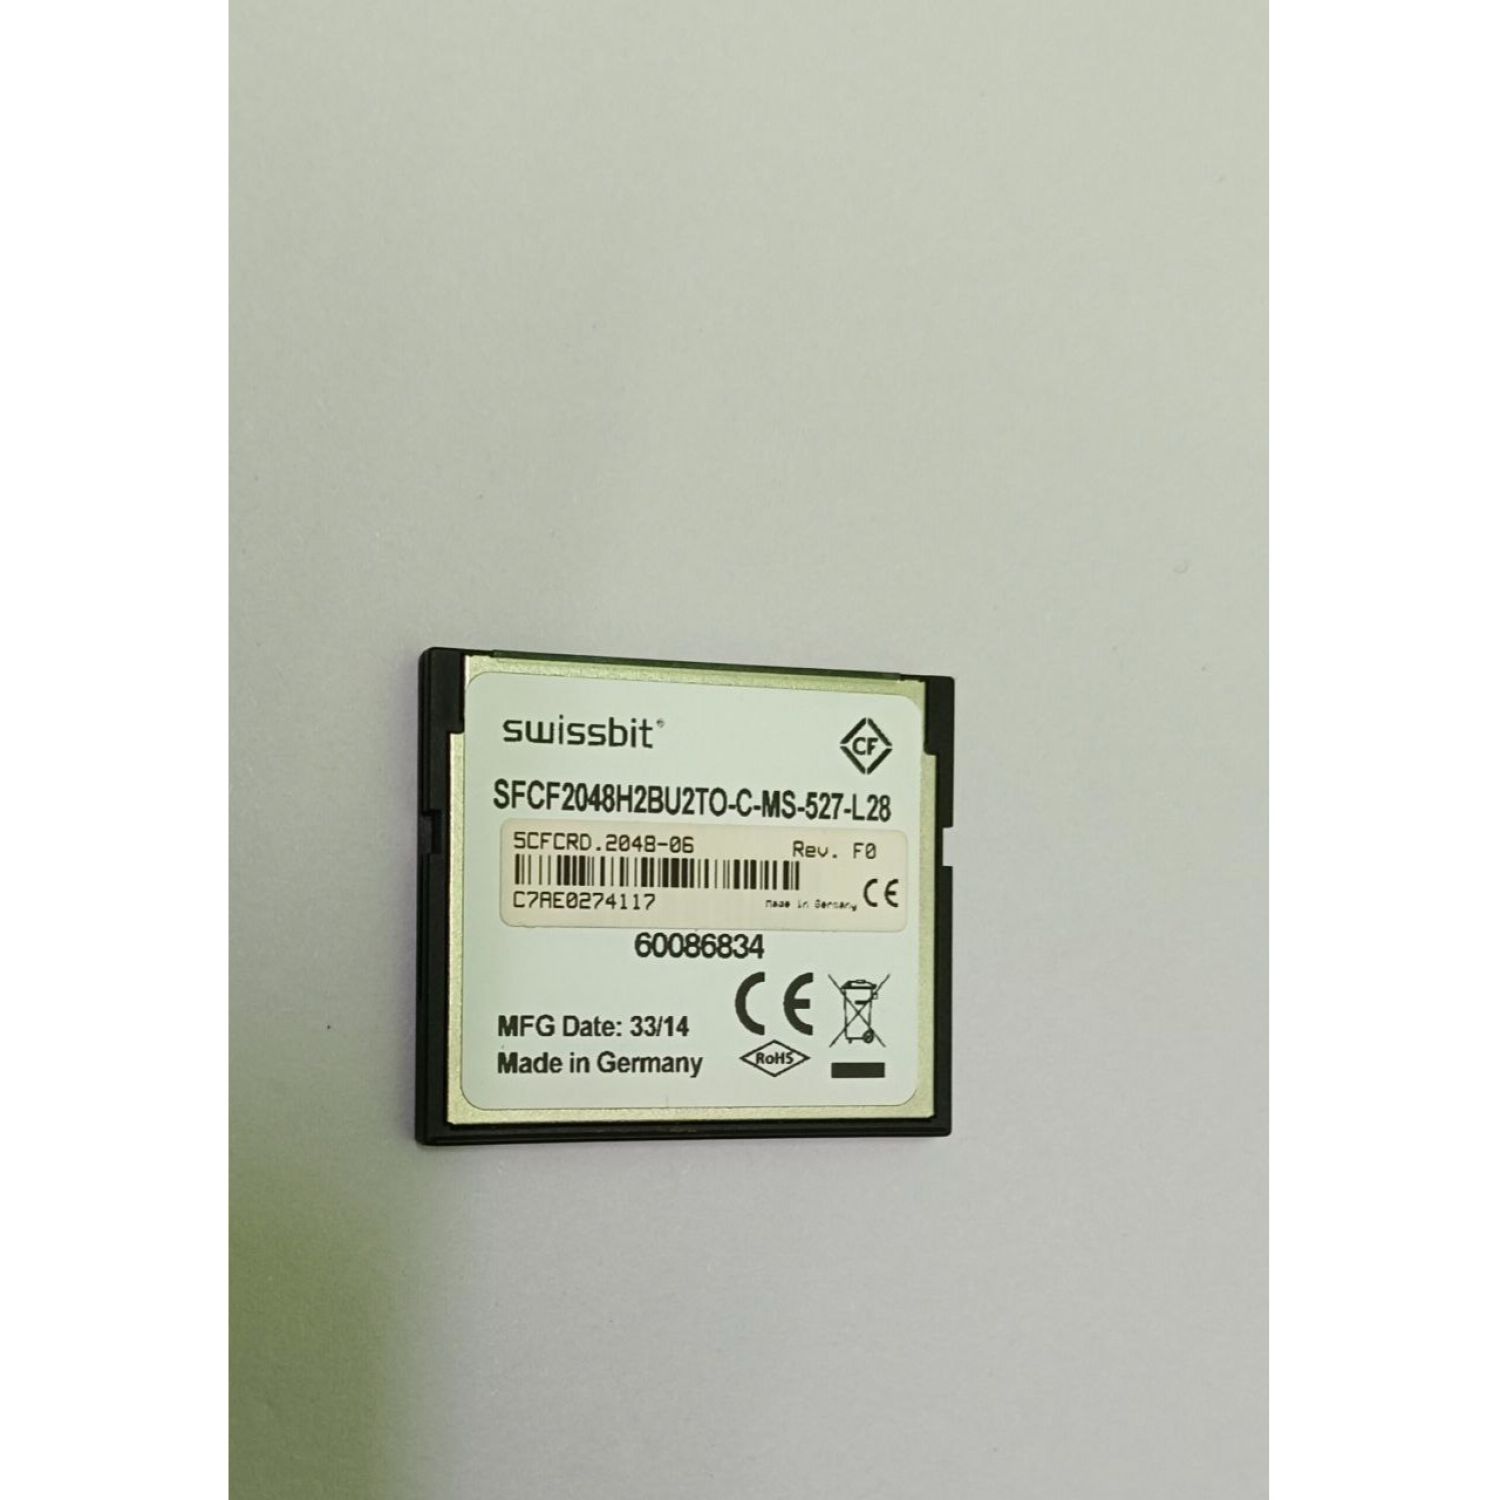 swissbit®
CF
SFCF2048H2BU2TO-C-MS-527-L28
5CFCRD.2048-06 Rev. F0
C7AE0274117 Made in Germany CE
60086834
CE
MFG Date: 33/14
RoHS
Made in Germany